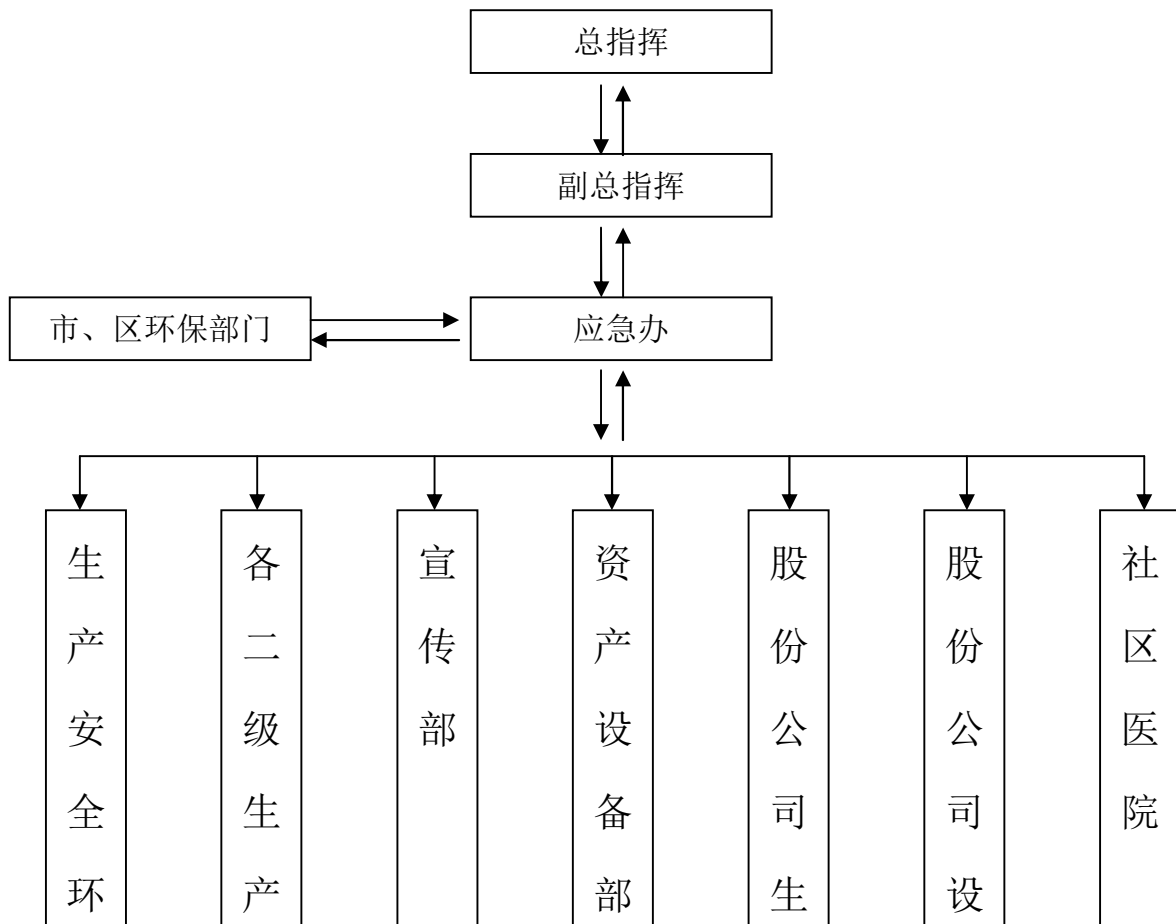 总指挥
副总指挥
市、区环保部门
应急办
生产安全环
各二级生产
宣传部
资产设备部
股份公司生
股份公司设
社区医院